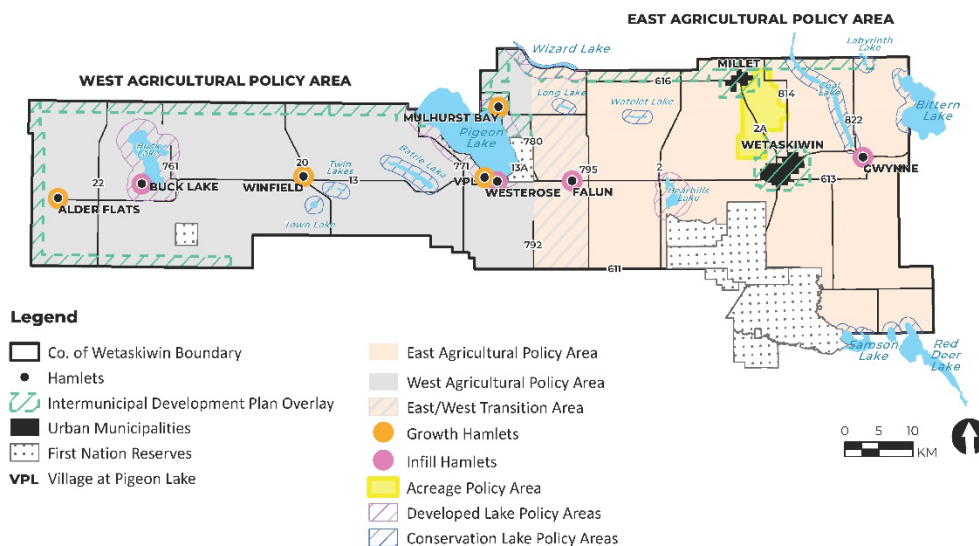 EAST AGRICULTURAL POLICY AREA
WEST AGRICULTURAL POLICY AREA
Wizard Lake
Labyrinth
Lake
MILLET
616
Long Lake
Watelet Lake
814
Coal Lake
Bittern
Lake
MULHURST BAY
Pigeon
Lake
780
2A
822
WETASKIWIN
Buck
Lake
761
20
Twin
Lakes
Battle Lake
771
13A
795
2
GWYNNE
22
BUCK LAKE
WINFIELD
13
VPL
WESTEROSE
FALUN
613
ALDER FLATS
Town Lake
Bearhills
Lake
792
611
Samson
Lake
Red
Deer
Lake
Legend
Co. of Wetaskiwin Boundary
Hamlets
Intermunicipal Development Plan Overlay
Urban Municipalities
First Nation Reserves
VPL Village at Pigeon Lake
East Agricultural Policy Area
West Agricultural Policy Area
East/West Transition Area
Growth Hamlets
Infill Hamlets
Acreage Policy Area
Developed Lake Policy Areas
Conservation Lake Policy Areas
0 5 10
KM